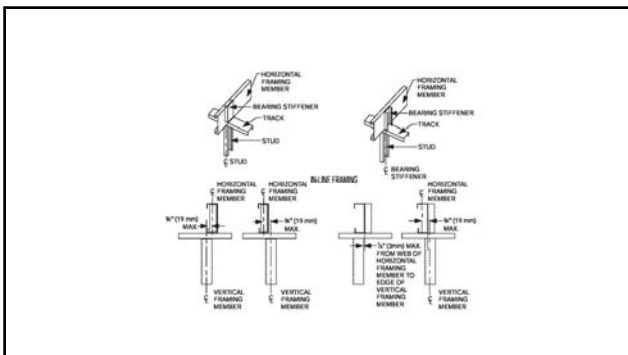 HORIZONTAL
FRAMING
MEMBER
BEARING STIFFENER
TRACK
STUD
℄ STUD
HORIZONTAL
FRAMING
MEMBER
BEARING STIFFENER
TRACK
STUD
℄ BEARING
STIFFENER
IN-LINE FRAMING
℄ HORIZONTAL
FRAMING
MEMBER
¾" (19 mm)
MAX.
℄ VERTICAL
FRAMING
MEMBER
℄ HORIZONTAL
FRAMING
MEMBER
¾" (19 mm)
MAX.
℄ VERTICAL
FRAMING
MEMBER
⅛" (3mm) MAX.
FROM WEB OF
HORIZONTAL
FRAMING
MEMBER TO
EDGE OF
VERTICAL
FRAMING
MEMBER
℄ HORIZONTAL
FRAMING
MEMBER
¾" (19 mm)
MAX.
℄ VERTICAL
FRAMING
MEMBER